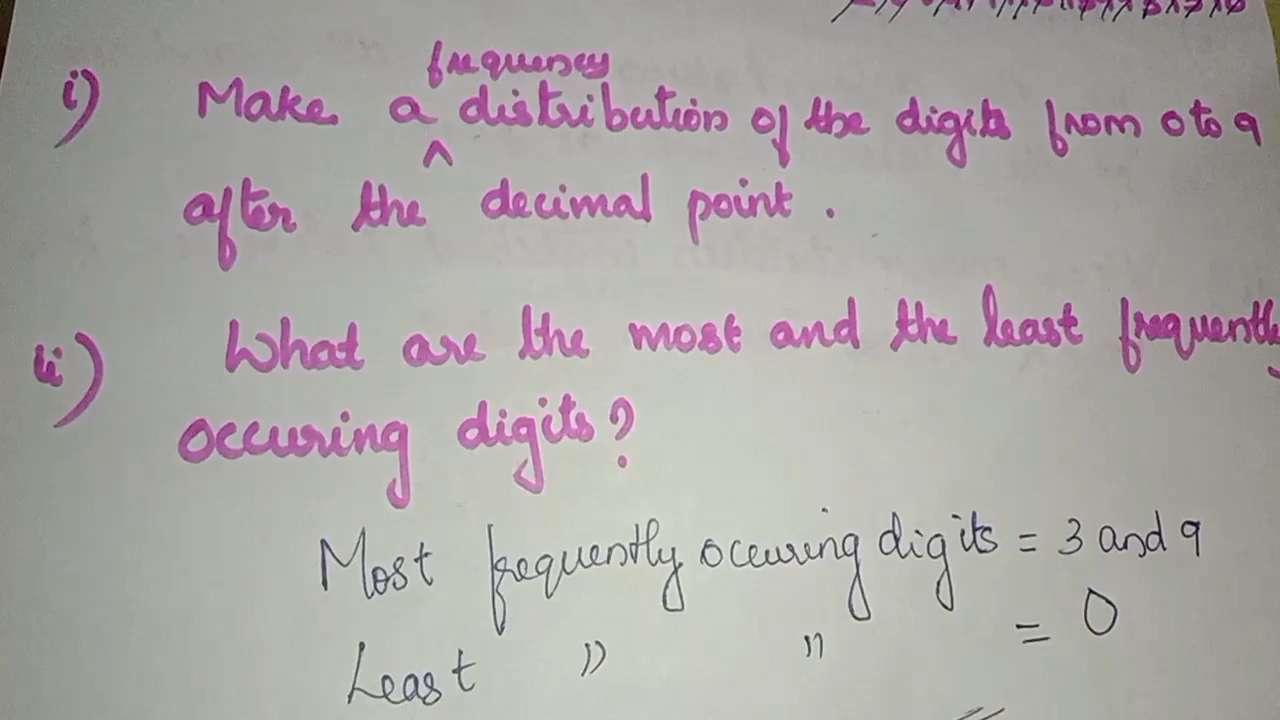 frequency
i) Make a ^ distribution of the digits from 0 to 9
after the decimal point.
ii) What are the most and the least frequently
occuring digits?
Most frequently occuring digits = 3 and 9
Least " " = 0